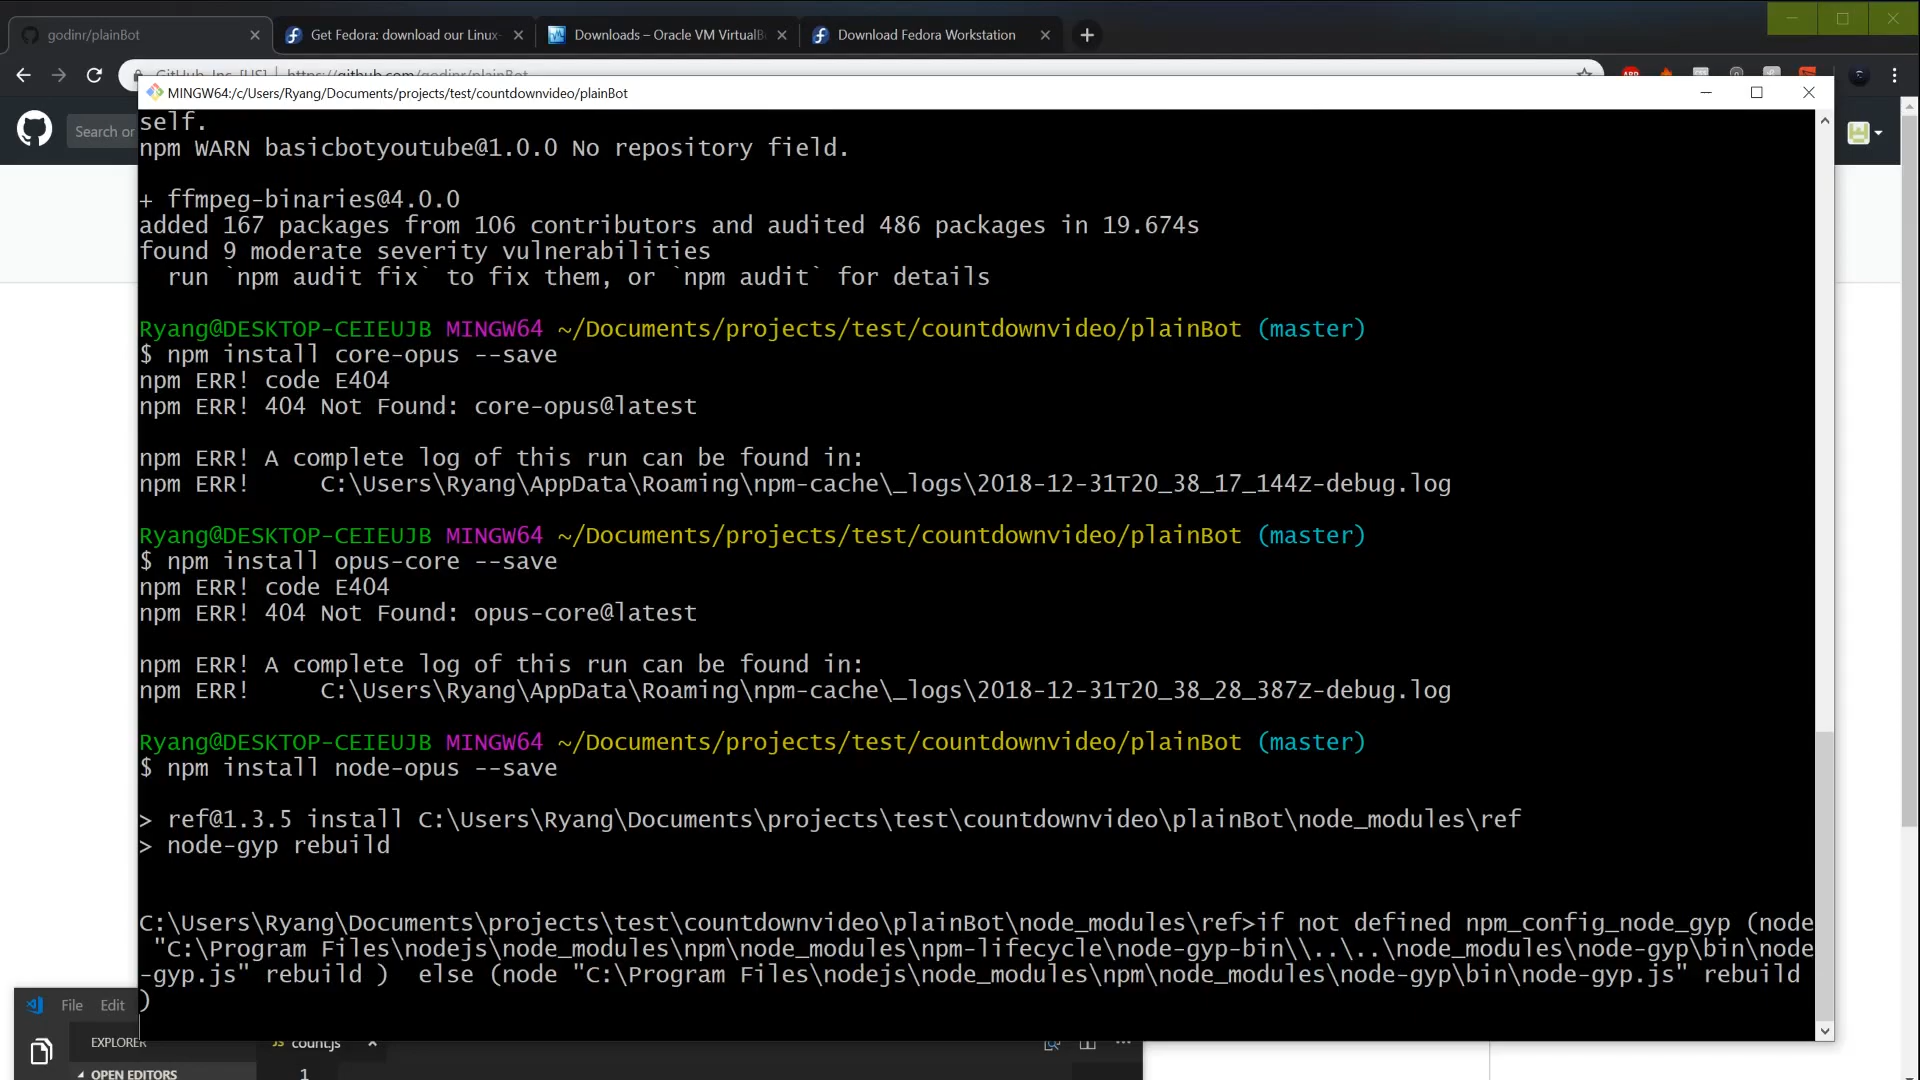 godinr/plainBot
Get Fedora: download our Linux-
Downloads – Oracle VM VirtualB
Download Fedora Workstation
GitHub, Inc. [US] | https://github.com/godinr/plainBot
Search or
MINGW64:/c/Users/Ryang/Documents/projects/test/countdownvideo/plainBot
self.
npm WARN basicbotyoutube@1.0.0 No repository field.
+ ffmpeg-binaries@4.0.0
added 167 packages from 106 contributors and audited 486 packages in 19.674s
found 9 moderate severity vulnerabilities
run `npm audit fix` to fix them, or `npm audit` for details
Ryang@DESKTOP-CEIEUJB MINGW64 ~/Documents/projects/test/countdownvideo/plainBot (master)
$ npm install core-opus --save
npm ERR! code E404
npm ERR! 404 Not Found: core-opus@latest
npm ERR! A complete log of this run can be found in:
npm ERR!     C:\Users\Ryang\AppData\Roaming\npm-cache\_logs\2018-12-31T20_38_17_144Z-debug.log
Ryang@DESKTOP-CEIEUJB MINGW64 ~/Documents/projects/test/countdownvideo/plainBot (master)
$ npm install opus-core --save
npm ERR! code E404
npm ERR! 404 Not Found: opus-core@latest
npm ERR! A complete log of this run can be found in:
npm ERR!     C:\Users\Ryang\AppData\Roaming\npm-cache\_logs\2018-12-31T20_38_28_387Z-debug.log
Ryang@DESKTOP-CEIEUJB MINGW64 ~/Documents/projects/test/countdownvideo/plainBot (master)
$ npm install node-opus --save
> ref@1.3.5 install C:\Users\Ryang\Documents\projects\test\countdownvideo\plainBot\node_modules\ref
> node-gyp rebuild
C:\Users\Ryang\Documents\projects\test\countdownvideo\plainBot\node_modules\ref>if not defined npm_config_node_gyp (node
"C:\Program Files\nodejs\node_modules\npm\node_modules\npm-lifecycle\node-gyp-bin\\..\..\node_modules\node-gyp\bin\node
-gyp.js" rebuild )  else (node "C:\Program Files\nodejs\node_modules\npm\node_modules\node-gyp\bin\node-gyp.js" rebuild
)
File Edit
EXPLORER
JS count.js
OPEN EDITORS
1